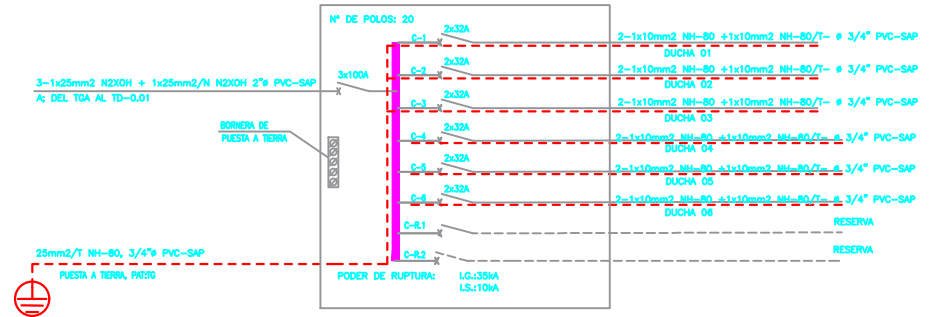 N° DE POLOS: 20
C-1
2x32A
2-1x10mm2 NH-80 +1x10mm2 NH-80/T- ø 3/4" PVC-SAP
DUCHA 01
C-2
2x32A
2-1x10mm2 NH-80 +1x10mm2 NH-80/T- ø 3/4" PVC-SAP
DUCHA 02
3-1x25mm2 N2XOH + 1x25mm2/N N2XOH 2"ø PVC-SAP
3x100A
A; DEL TGA AL TD-0.01
C-3
2x32A
2-1x10mm2 NH-80 +1x10mm2 NH-80/T- ø 3/4" PVC-SAP
DUCHA 03
BORNERA DE
PUESTA A TIERRA
C-4
2x32A
2-1x10mm2 NH-80 +1x10mm2 NH-80/T- ø 3/4" PVC-SAP
DUCHA 04
C-5
2x32A
2-1x10mm2 NH-80 +1x10mm2 NH-80/T- ø 3/4" PVC-SAP
DUCHA 05
C-6
2x32A
2-1x10mm2 NH-80 +1x10mm2 NH-80/T- ø 3/4" PVC-SAP
DUCHA 06
C-R.1
RESERVA
C-R.2
RESERVA
25mm2/T NH-80, 3/4"ø PVC-SAP
PUESTA A TIERRA, PAT:TG
PODER DE RUPTURA:
I.G.:35kA
I.S.:10kA